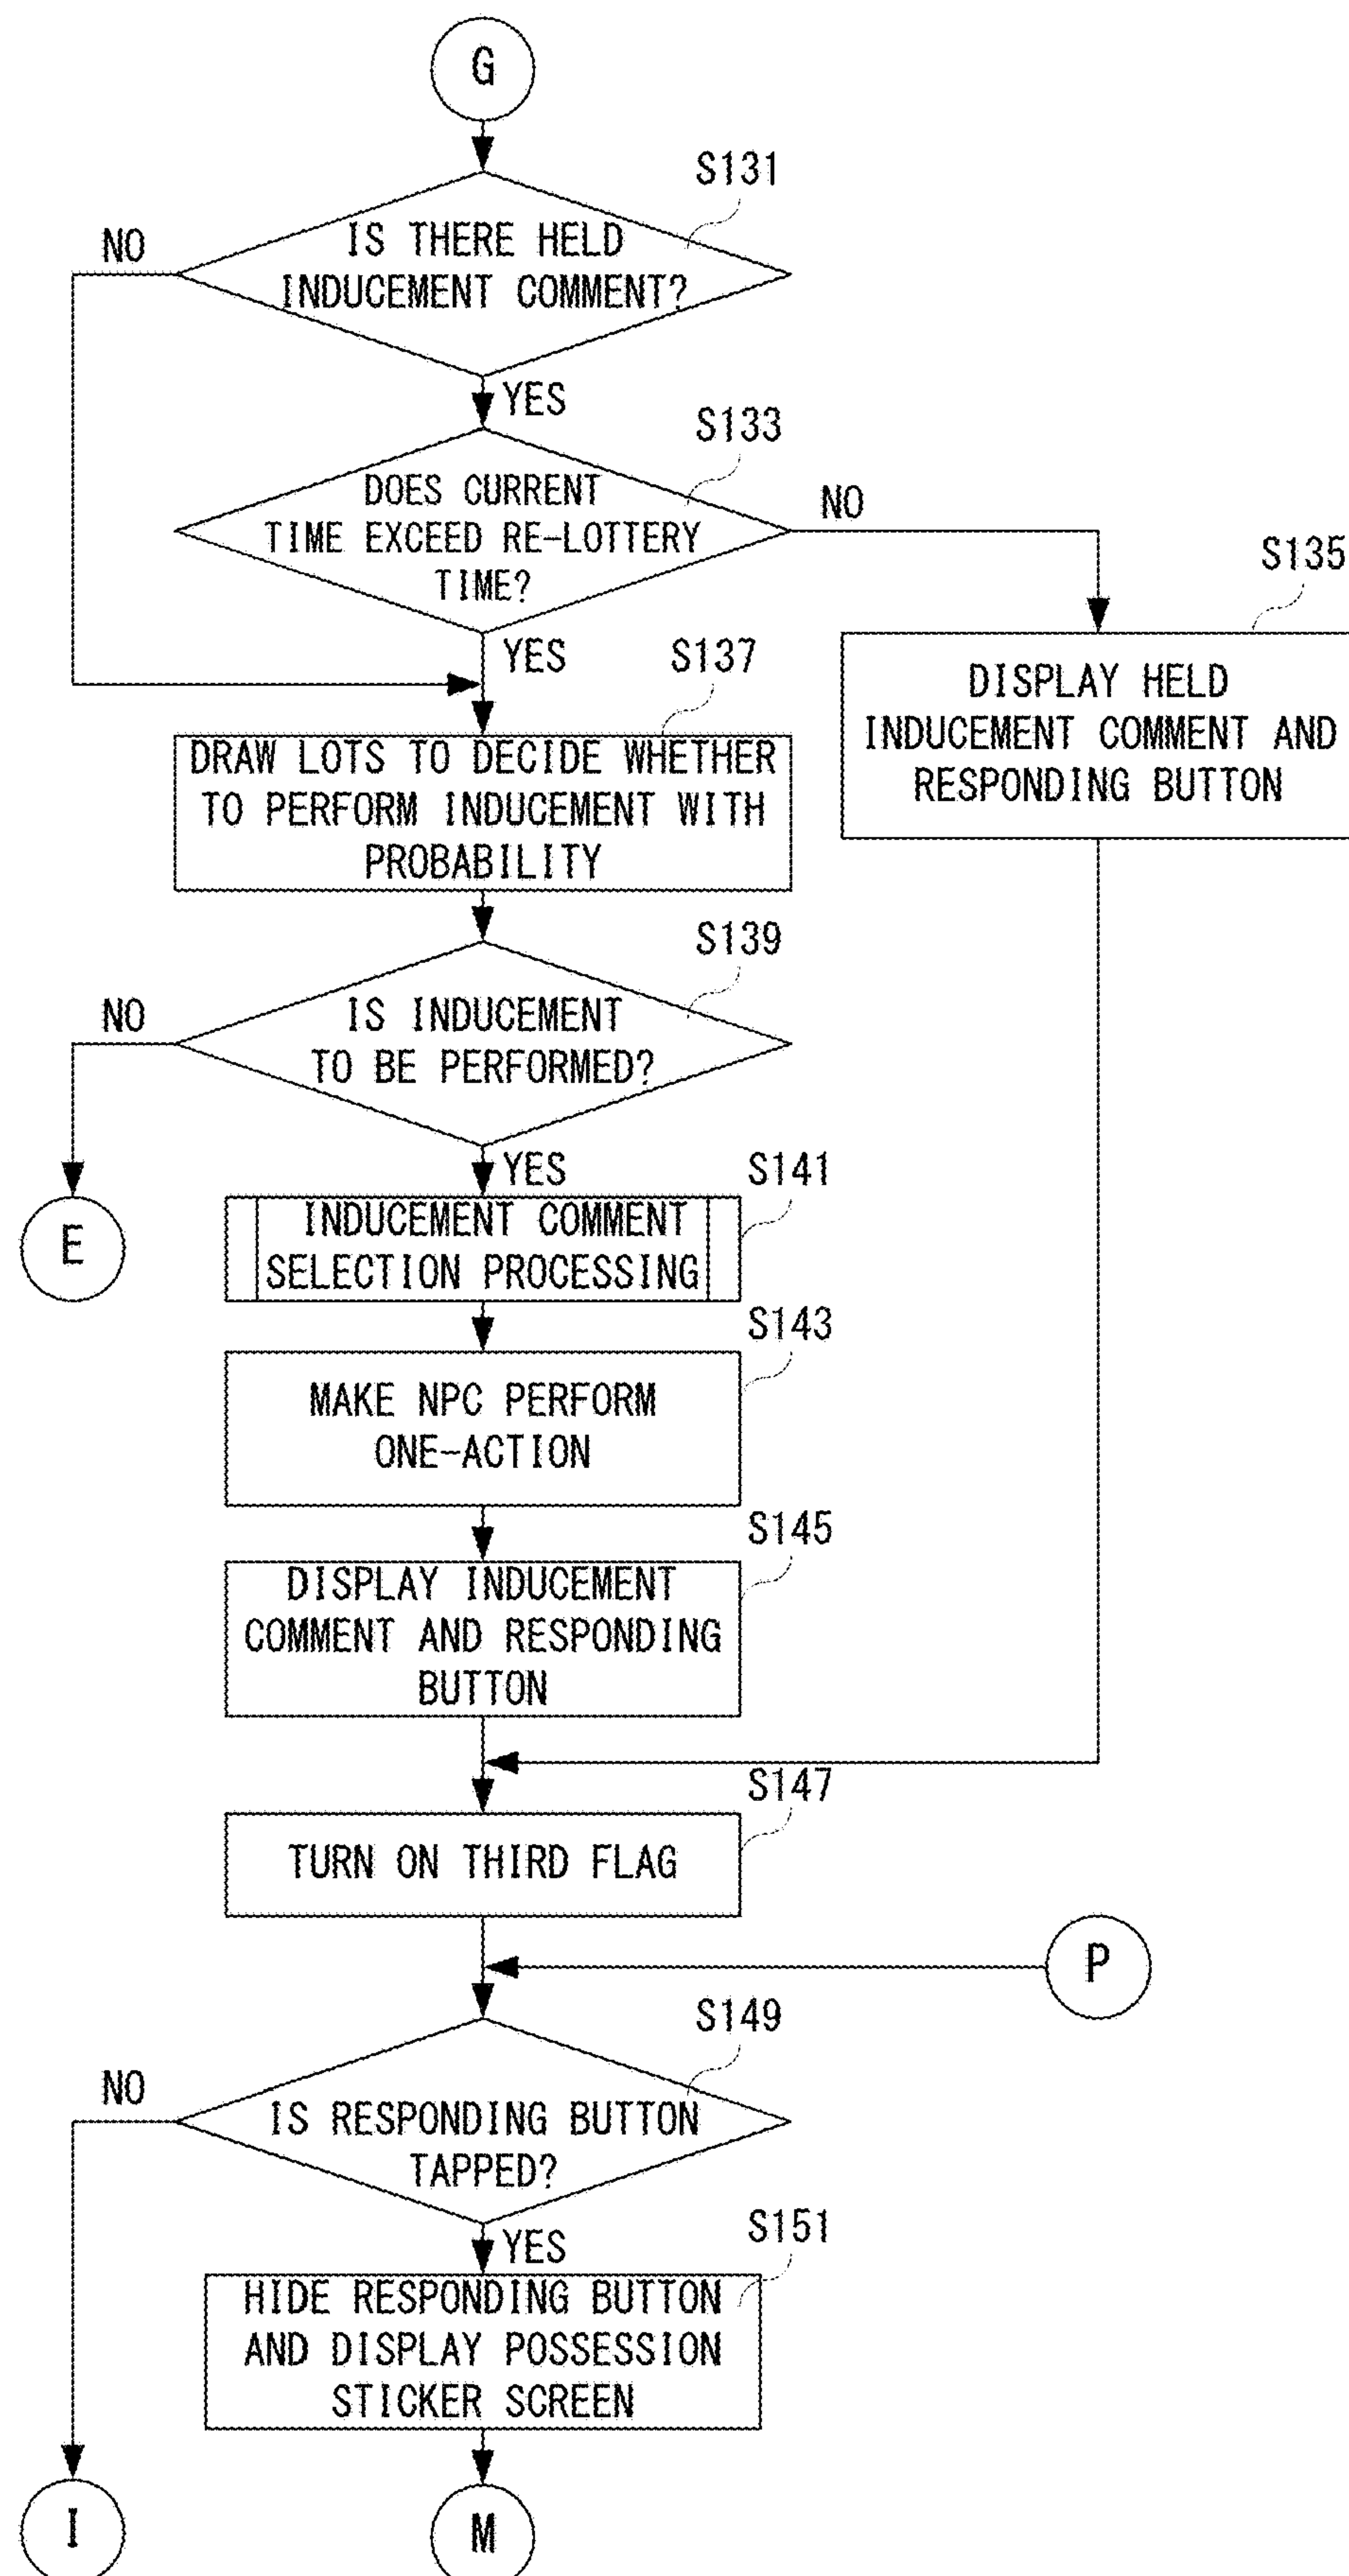 G
S131
IS THERE HELD
INDUCEMENT COMMENT?
NO
YES
S133
DOES CURRENT
TIME EXCEED RE-LOTTERY
TIME?
NO
YES
S135
DISPLAY HELD
INDUCEMENT COMMENT AND
RESPONDING BUTTON
S137
DRAW LOTS TO DECIDE WHETHER
TO PERFORM INDUCEMENT WITH
PROBABILITY
S139
IS INDUCEMENT
TO BE PERFORMED?
NO
YES
E
S141
INDUCEMENT COMMENT
SELECTION PROCESSING
S143
MAKE NPC PERFORM
ONE-ACTION
S145
DISPLAY INDUCEMENT
COMMENT AND RESPONDING
BUTTON
S147
TURN ON THIRD FLAG
P
S149
IS RESPONDING BUTTON
TAPPED?
NO
YES
S151
HIDE RESPONDING BUTTON
AND DISPLAY POSSESSION
STICKER SCREEN
I
M